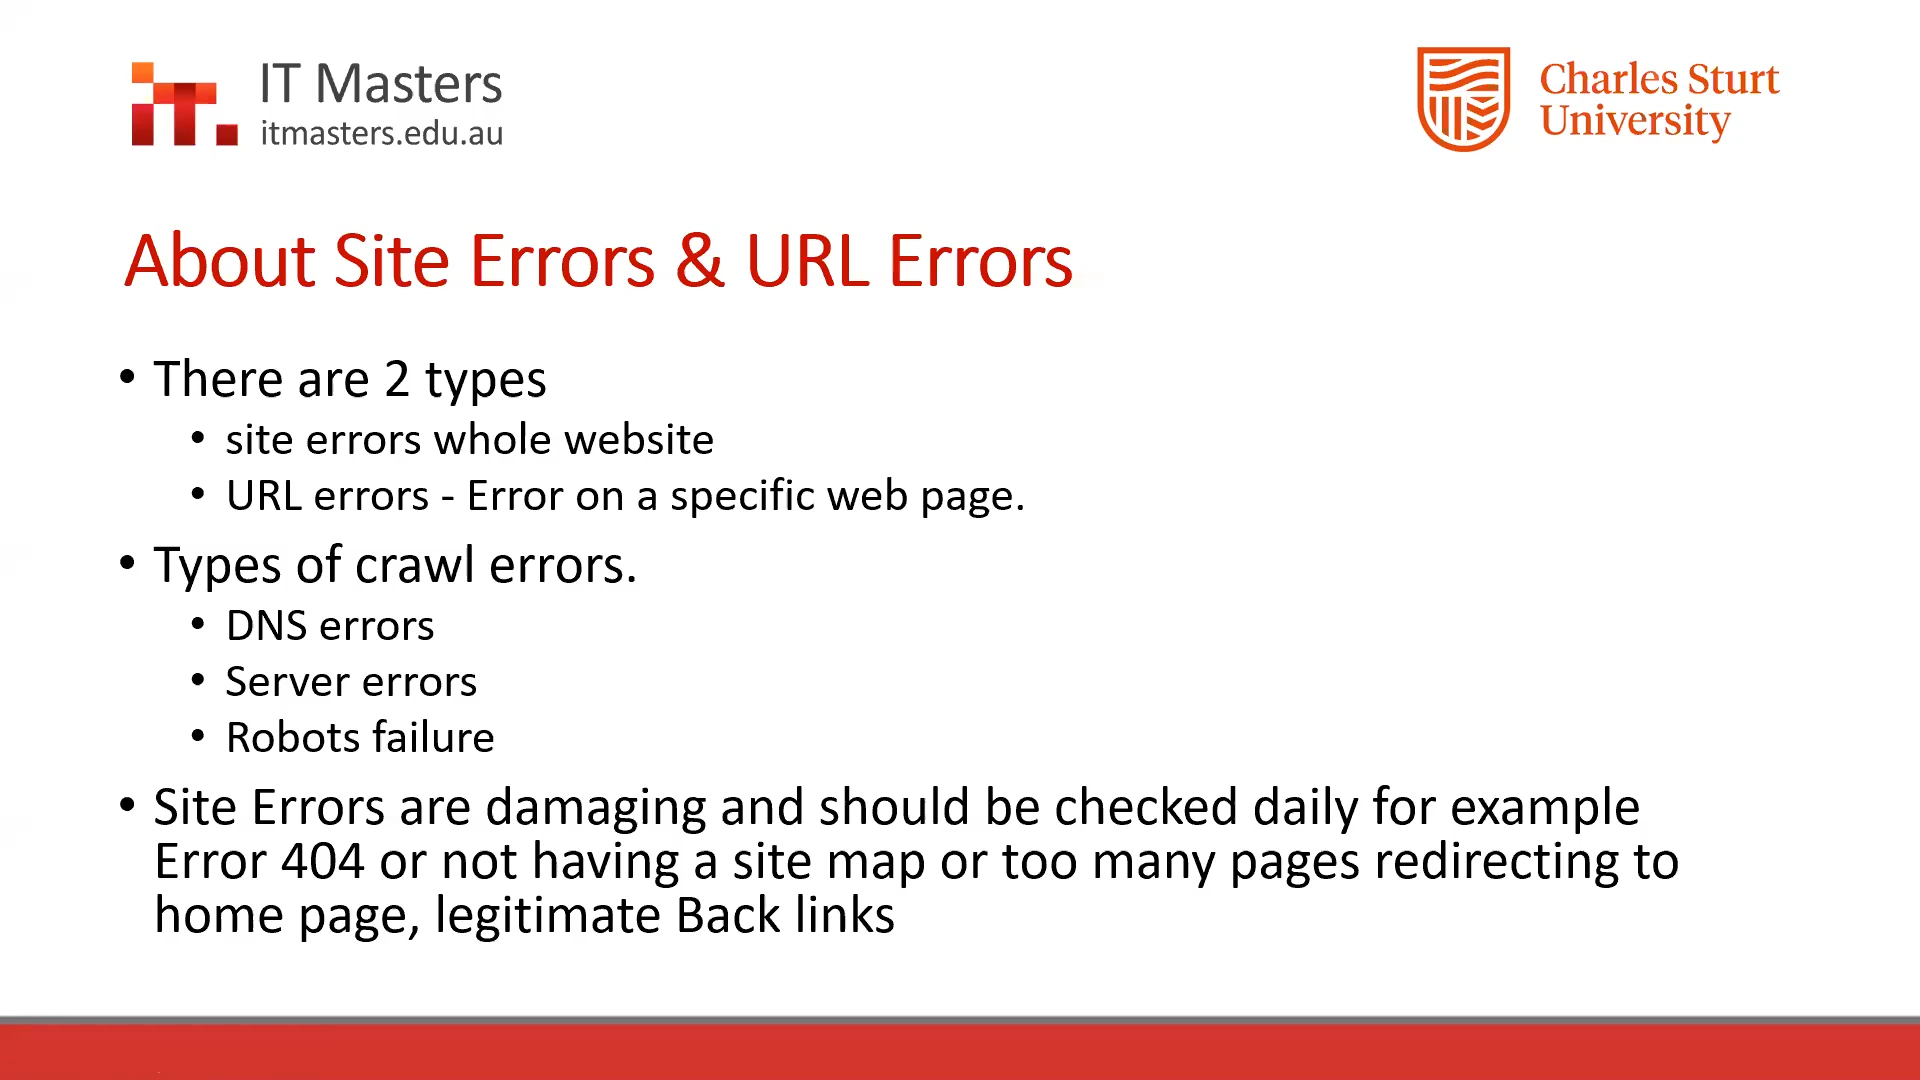 IT Masters
itmasters.edu.au
Charles Sturt
University
About Site Errors & URL Errors
• There are 2 types
• site errors whole website
• URL errors - Error on a specific web page.
• Types of crawl errors.
• DNS errors
• Server errors
• Robots failure
• Site Errors are damaging and should be checked daily for example
Error 404 or not having a site map or too many pages redirecting to
home page, legitimate Back links